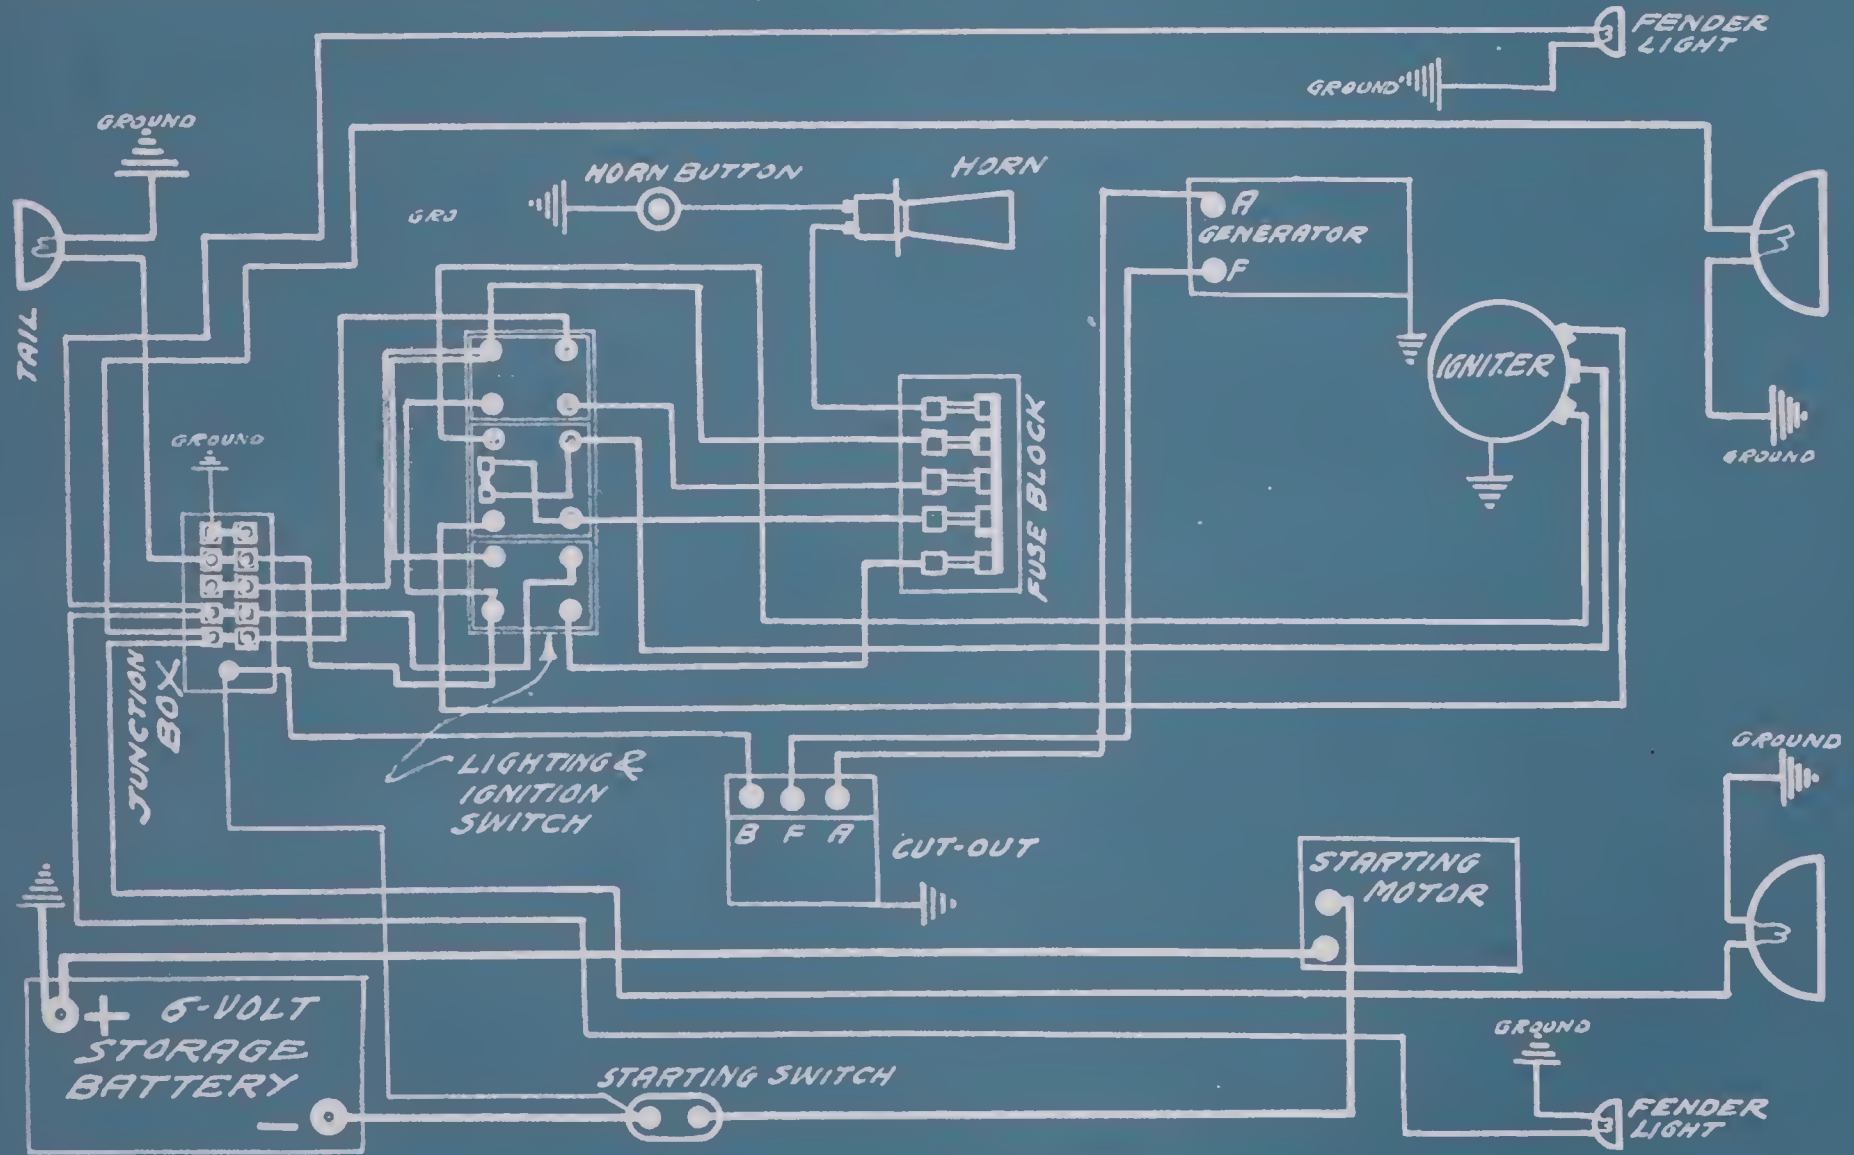 FENDER
LIGHT
GROUND
GROUND
HORN BUTTON
HORN
GRO
A
GENERATOR
F
TAIL
IGNITER
GROUND
FUSE BLOCK
GROUND
JUNCTION
BOX
LIGHTING &
IGNITION
SWITCH
B F A
CUT-OUT
GROUND
STARTING
MOTOR
+ 6-VOLT
STORAGE
BATTERY
−
STARTING SWITCH
GROUND
FENDER
LIGHT